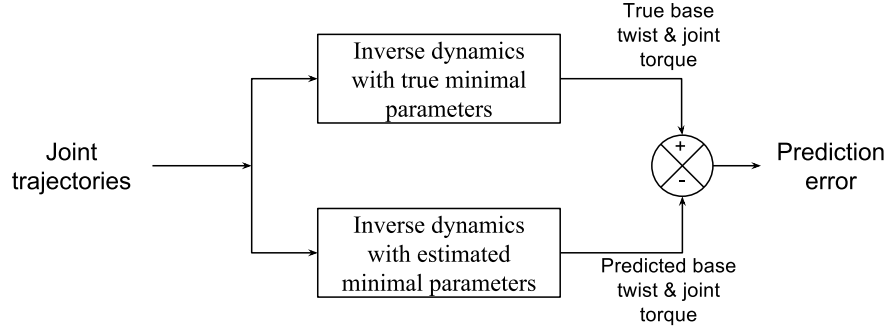 True base
twist & joint
torque
Inverse dynamics
with true minimal
parameters
Joint
trajectories
+
-
Prediction
error
Inverse dynamics
with estimated
minimal parameters
Predicted base
twist & joint
torque